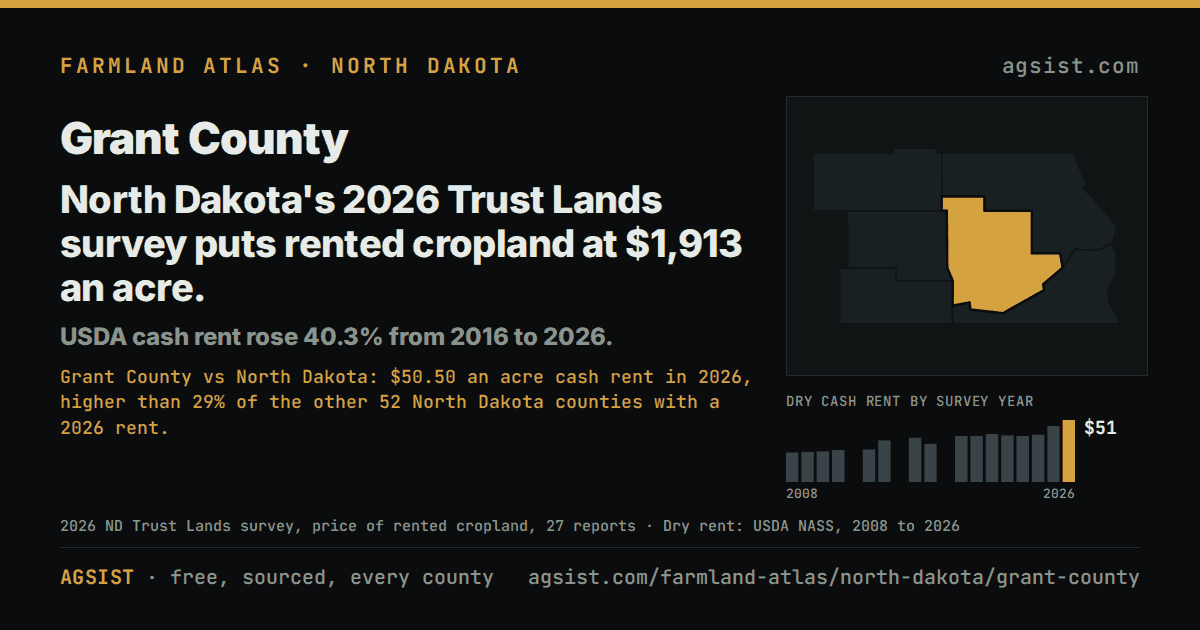 FARMLAND ATLAS · NORTH DAKOTA
agsist.com
Grant County
North Dakota's 2026 Trust Lands
survey puts rented cropland at $1,913
an acre.
USDA cash rent rose 40.3% from 2016 to 2026.
Grant County vs North Dakota: $50.50 an acre cash rent in 2026,
higher than 29% of the other 52 North Dakota counties with a
2026 rent.
DRY CASH RENT BY SURVEY YEAR
$51
2008
2026
2026 ND Trust Lands survey, price of rented cropland, 27 reports · Dry rent: USDA NASS, 2008 to 2026
AGSIST · free, sourced, every county
agsist.com/farmland-atlas/north-dakota/grant-county